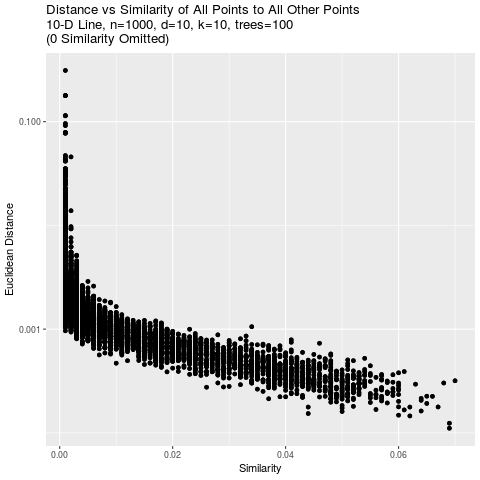 Distance vs Similarity of All Points to All Other Points
10-D Line, n=1000, d=10, k=10, trees=100
(0 Similarity Omitted)
0.100
0.001
Euclidean Distance
0.00
0.02
0.04
0.06
Similarity